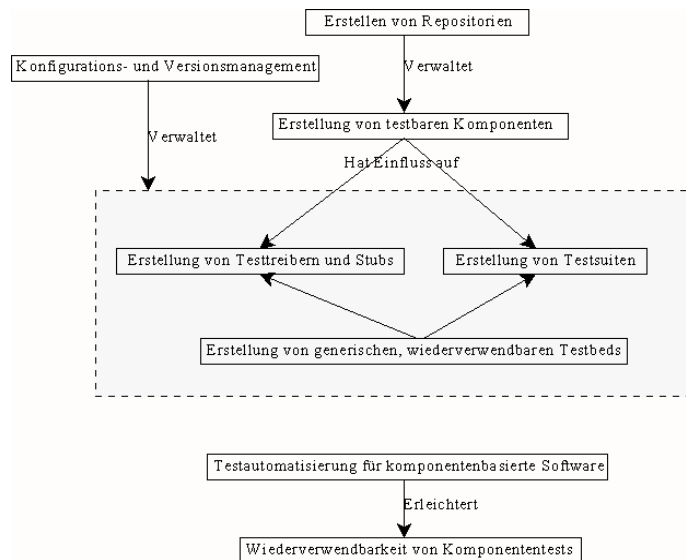 Erstellen von Repositorien
Konfigurations- und Versionsmanagement
Verwaltet
Erstellung von testbaren Komponenten
Verwaltet
Hat Einfluss auf
Erstellung von Testtreibern und Stubs
Erstellung von Testsuiten
Erstellung von generischen, wiederverwendbaren Testbeds
Testautomatisierung für komponentenbasierte Software
Erleichtert
Wiederverwendbarkeit von Komponententests